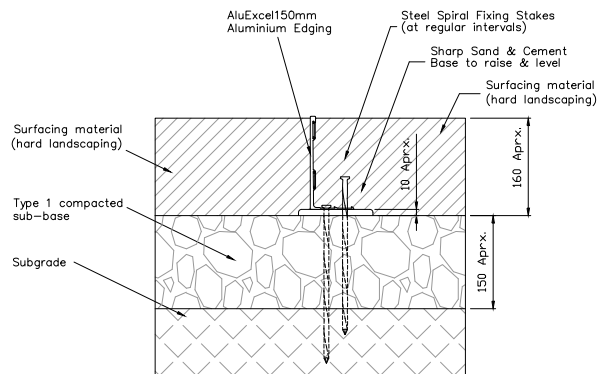 AluExcel150mm
Aluminium Edging
Steel Spiral Fixing Stakes
(at regular intervals)
Sharp Sand & Cement
Base to raise & level
Surfacing material
(hard landscaping)
Surfacing material
(hard landscaping)
10 Aprx.
160 Aprx.
Type 1 compacted
sub-base
150 Aprx.
Subgrade